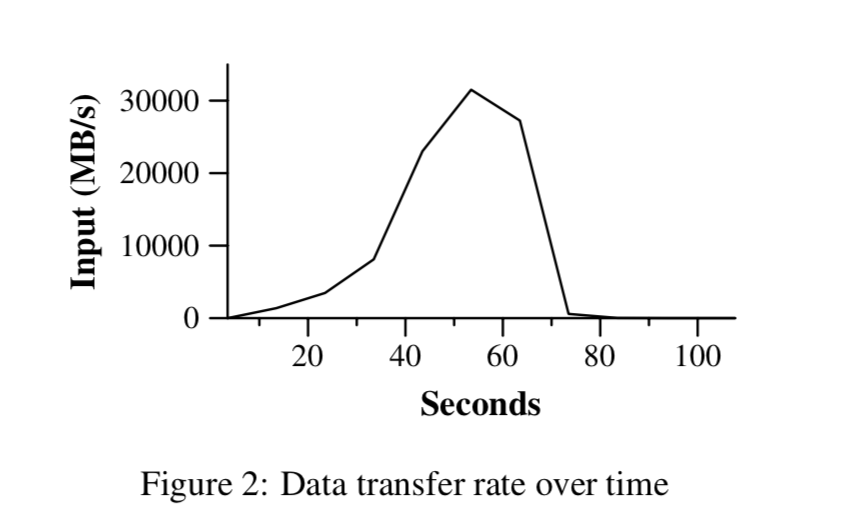 Input (MB/s)
30000
20000
10000
0
20 40 60 80 100
Seconds
Figure 2: Data transfer rate over time